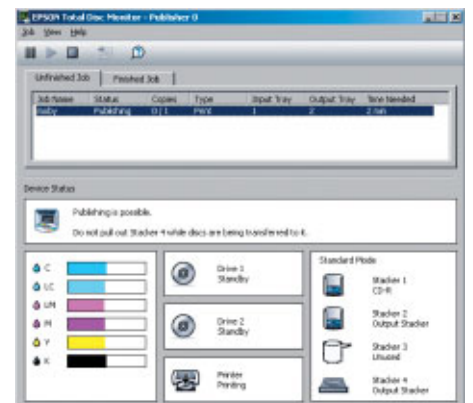 EPSON Total Disc Monitor - Publisher 0
Job View Help
Unfinished Job Finished Job
Job Name Status Copies Type Input Tray Output Tray Time Needed
Publishing 0 / 1 Print 1 2 2 min
Device Status
Publishing is possible.
Do not pull out Stacker 4 while discs are being transferred to it.
C
LC
LM
M
Y
K
Drive 1
Standby
Drive 2
Standby
Printer
Printing
Standard Mode
Stacker 1
CD-R
Stacker 2
Output Stacker
Stacker 3
Unused
Stacker 4
Output Stacker